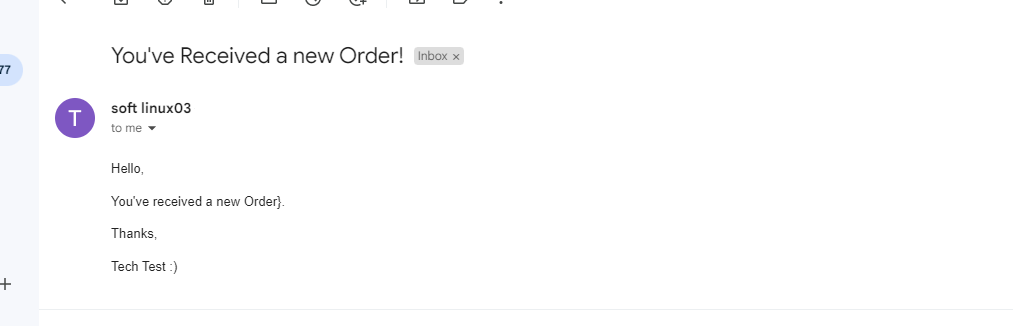 You've Received a new Order! Inbox ×
77
T
soft linux03
to me
Hello,
You've received a new Order}.
Thanks,
Tech Test :)